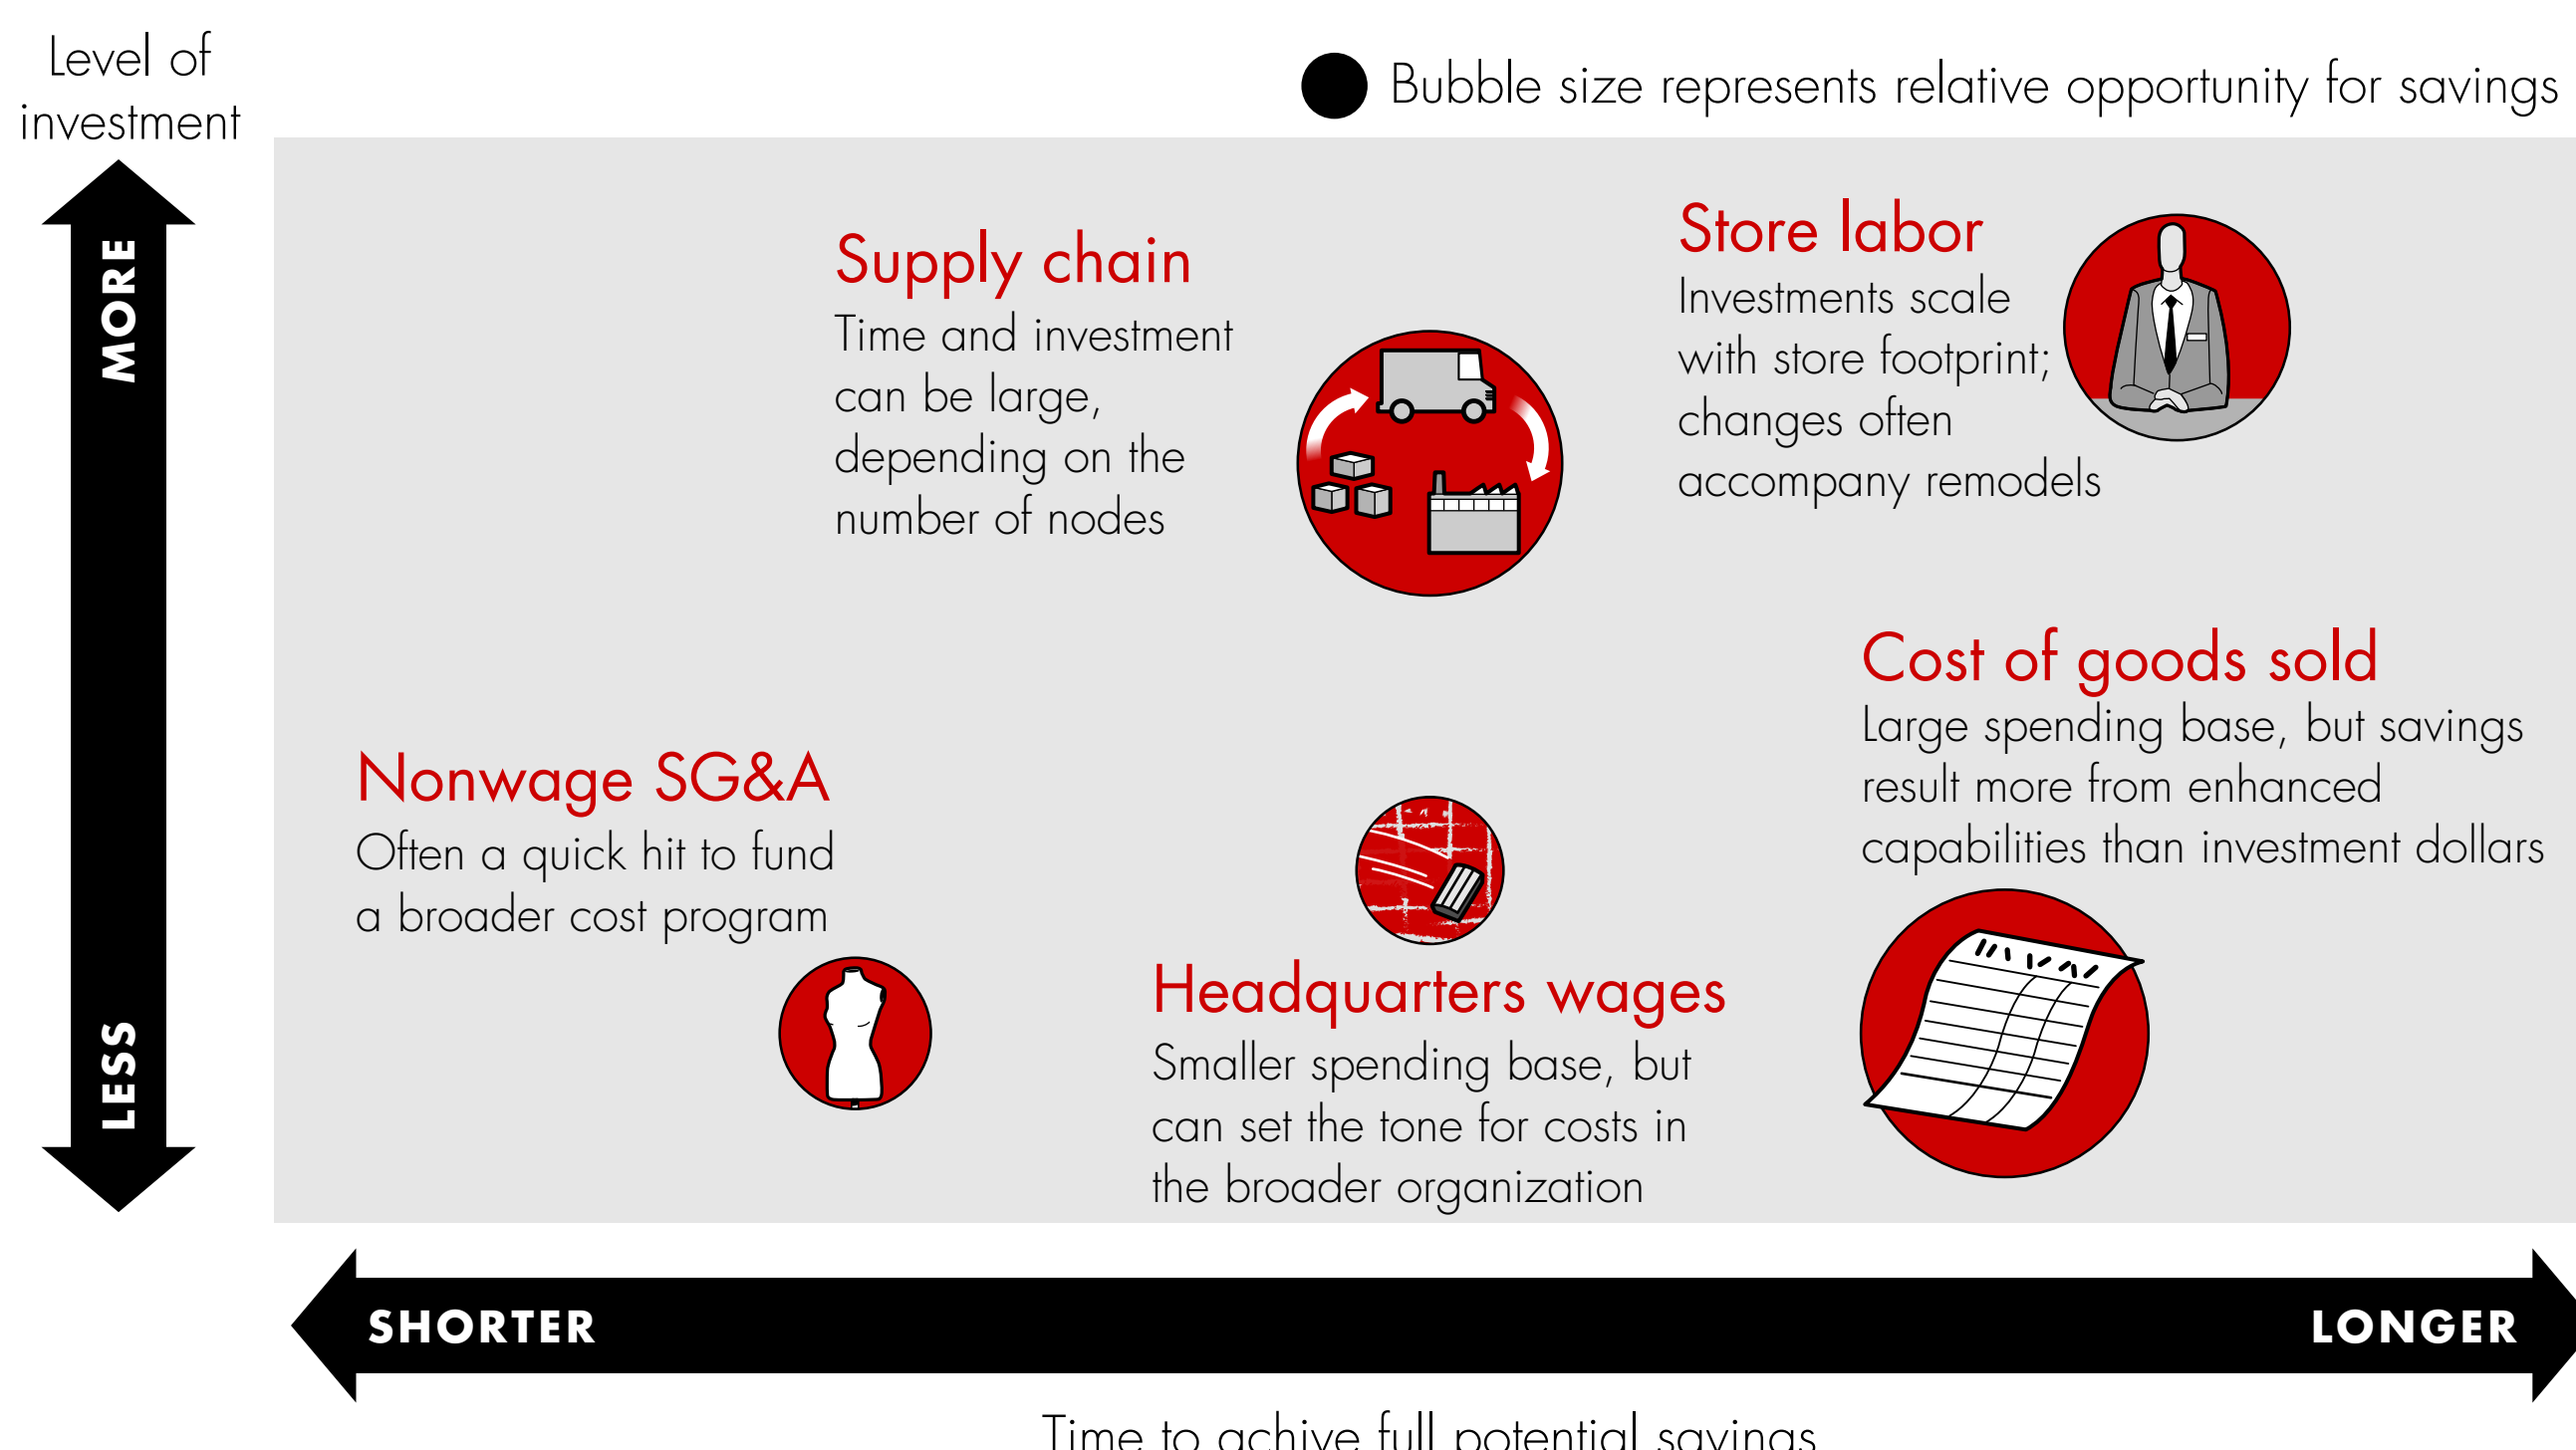 Level of
investment
Bubble size represents relative opportunity for savings
MORE
LESS
Supply chain
Time and investment
can be large,
depending on the
number of nodes
Store labor
Investments scale
with store footprint;
changes often
accompany remodels
Nonwage SG&A
Often a quick hit to fund
a broader cost program
Headquarters wages
Smaller spending base, but
can set the tone for costs in
the broader organization
Cost of goods sold
Large spending base, but savings
result more from enhanced
capabilities than investment dollars
SHORTER
LONGER
Time to achive full potential savings